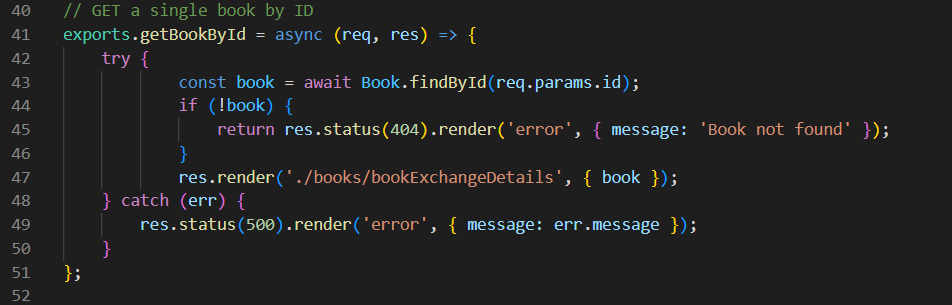 40 // GET a single book by ID
41 exports.getBookById = async (req, res) => {
42     try {
43             const book = await Book.findById(req.params.id);
44             if (!book) {
45                 return res.status(404).render('error', { message: 'Book not found' });
46             }
47             res.render('./books/bookExchangeDetails', { book });
48     } catch (err) {
49         res.status(500).render('error', { message: err.message });
50     }
51 };
52